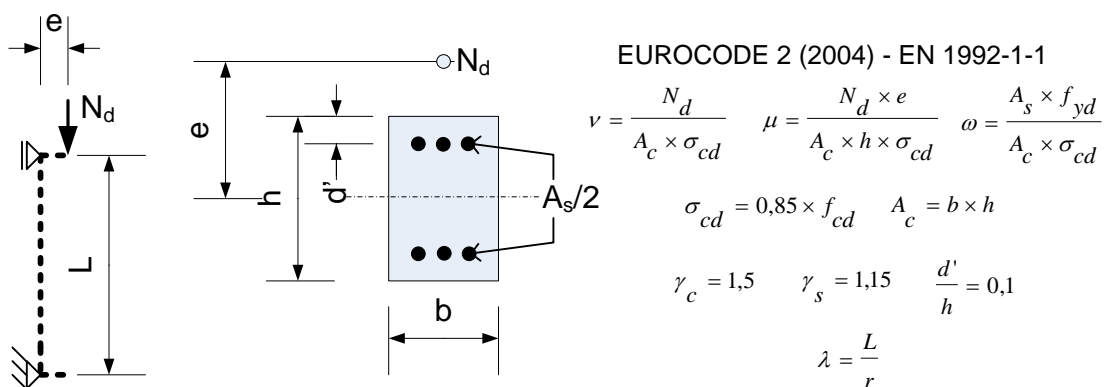 e
N_d
L
N_d
e
h
d'
A_s/2
b
EUROCODE 2 (2004) - EN 1992-1-1
ν = N_d / (A_c × σ_cd)   μ = (N_d × e) / (A_c × h × σ_cd)   ω = (A_s × f_yd) / (A_c × σ_cd)
σ_cd = 0,85 × f_cd   A_c = b × h
γ_c = 1,5   γ_s = 1,15   d' / h = 0,1
λ = L / r